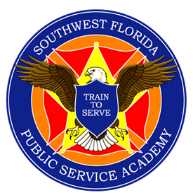 SOUTHWEST FLORIDA
TRAIN
TO
SERVE
PUBLIC SERVICE ACADEMY